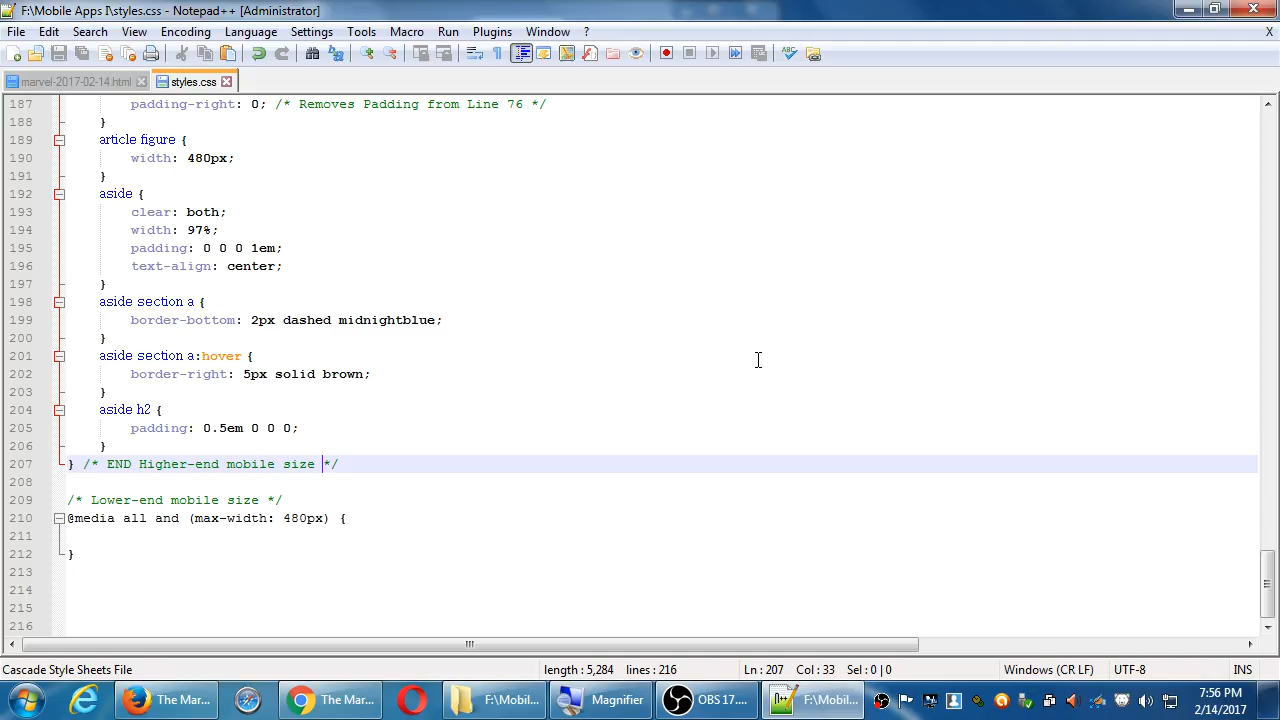 F:\Mobile Apps I\styles.css - Notepad++ [Administrator]
File Edit Search View Encoding Language Settings Tools Macro Run Plugins Window ? X
marvel-2017-02-14.html styles.css
187 padding-right: 0; /* Removes Padding from Line 76 */
188 }
189 article figure {
190 width: 480px;
191 }
192 aside {
193 clear: both;
194 width: 97%;
195 padding: 0 0 0 1em;
196 text-align: center;
197 }
198 aside section a {
199 border-bottom: 2px dashed midnightblue;
200 }
201 aside section a:hover {
202 border-right: 5px solid brown;
203 }
204 aside h2 {
205 padding: 0.5em 0 0 0;
206 }
207 } /* END Higher-end mobile size */
208
209 /* Lower-end mobile size */
210 @media all and (max-width: 480px) {
211
212 }
213
214
215
216
Cascade Style Sheets File length : 5,284 lines : 216 Ln : 207 Col : 33 Sel : 0 | 0 Windows (CR LF) UTF-8 INS
The Mar... The Mar... F:\Mobil... Magnifier OBS 17.... F:\Mobil... 7:56 PM
2/14/2017